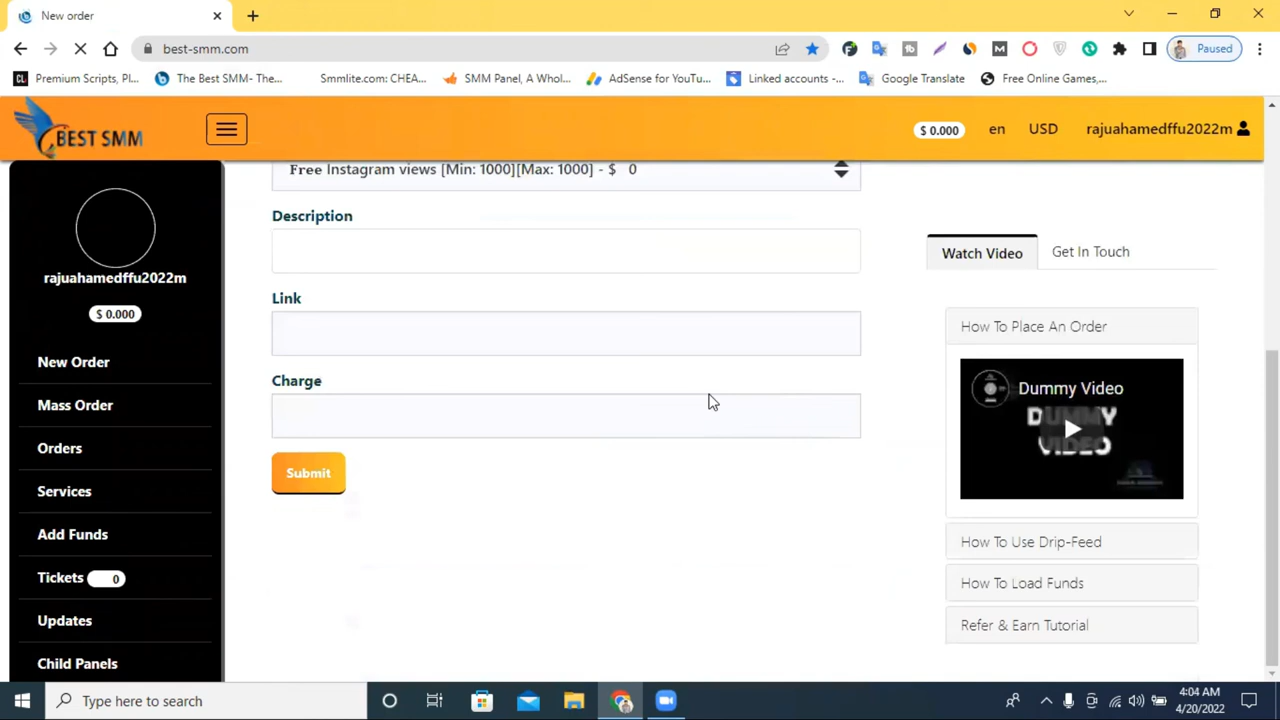 New order
best-smm.com
Paused
Premium Scripts, Pl...
The Best SMM- The...
Smmlite.com: CHEA...
SMM Panel, A Whol...
AdSense for YouTu...
Linked accounts -...
Google Translate
Free Online Games,...
BEST SMM
$ 0.000
en
USD
rajuahamedffu2022m
rajuahamedffu2022m
$ 0.000
New Order
Mass Order
Orders
Services
Add Funds
Tickets 0
Updates
Child Panels
Free Instagram views [Min: 1000][Max: 1000] - $ 0
Description
Link
Charge
Submit
Watch Video
Get In Touch
How To Place An Order
Dummy Video
DUMMY
VIDEO
How To Use Drip-Feed
How To Load Funds
Refer & Earn Tutorial
Type here to search
4:04 AM
4/20/2022